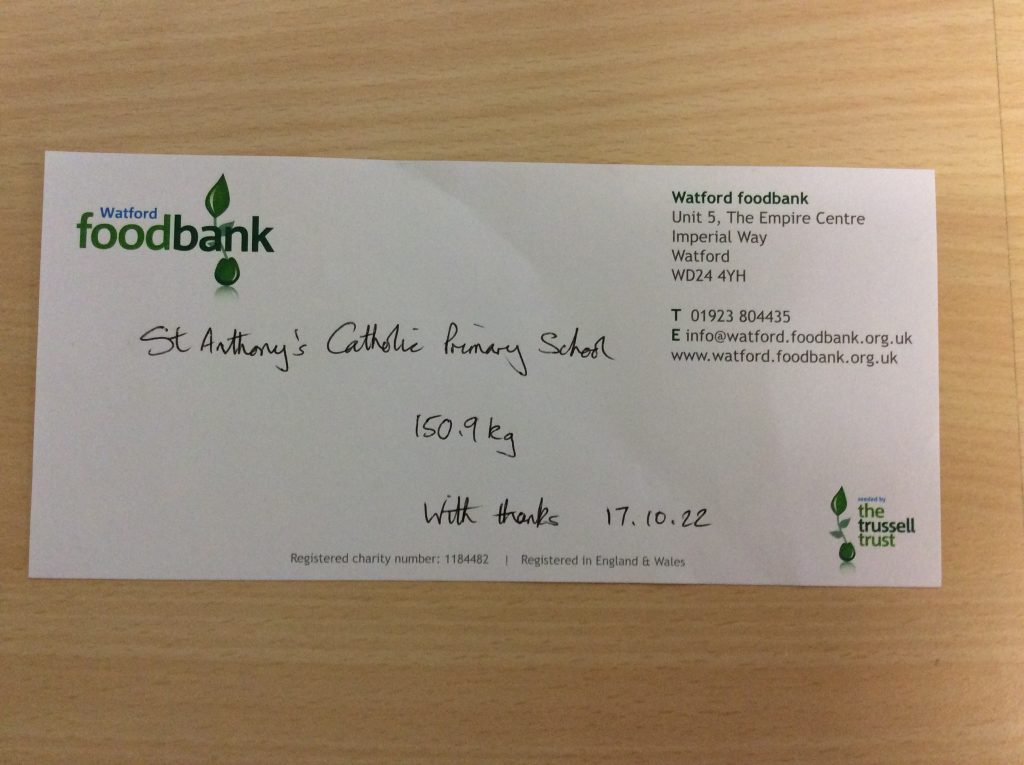 Watford
foodbank
Watford foodbank
Unit 5, The Empire Centre
Imperial Way
Watford
WD24 4YH
T 01923 804435
E info@watford.foodbank.org.uk
www.watford.foodbank.org.uk
St Anthony's Catholic Primary School
150.9 kg
With thanks 17.10.22
seeded by
the
trussell
trust
Registered charity number: 1184482 | Registered in England & Wales